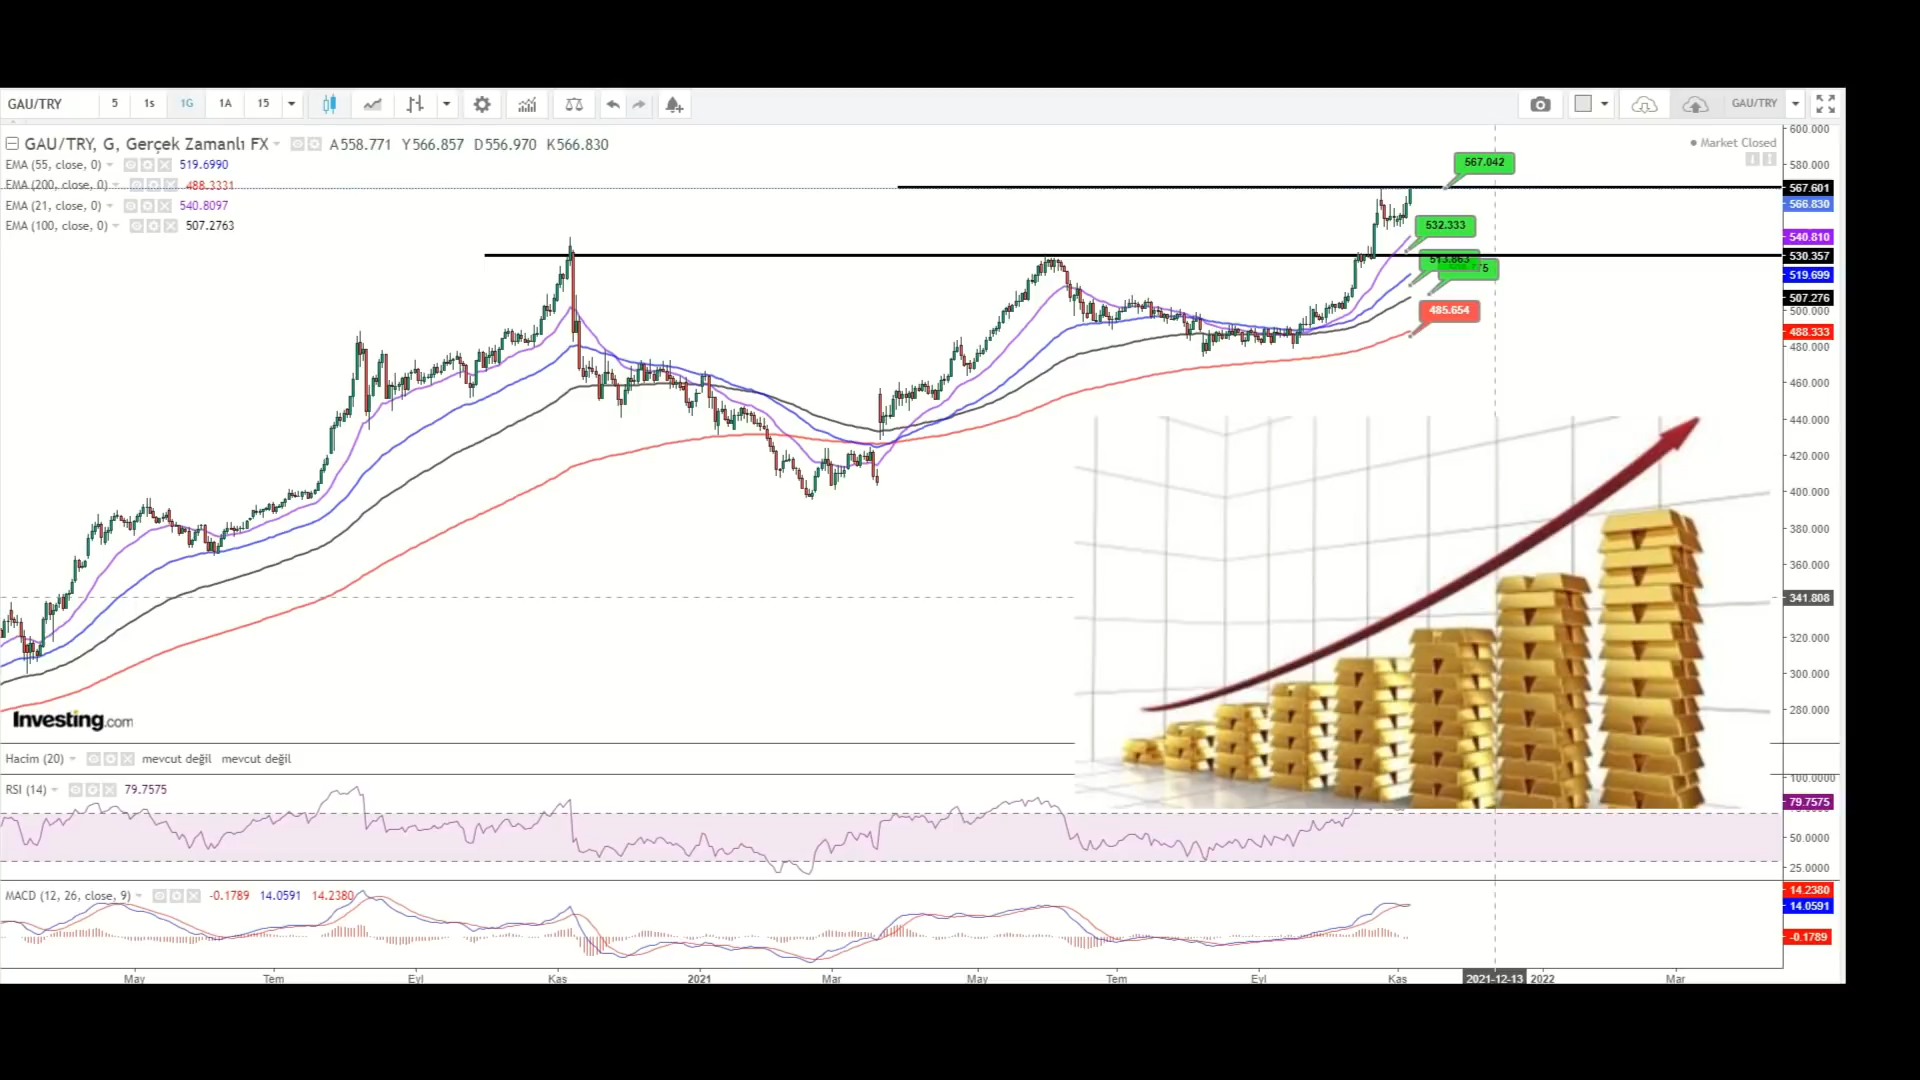 GAU/TRY 5 1s 1G 1A 15 GAU/TRY
GAU/TRY, G, Gerçek Zamanlı FX A558.771 Y566.857 D556.970 K566.830
Market Closed
EMA (55, close, 0) 519.6990
EMA (200, close, 0) 488.3331
EMA (21, close, 0) 540.8097
EMA (100, close, 0) 507.2763
567.042
532.333
513.863
485.654
600.000
580.000
567.601
566.830
540.810
530.357
519.699
507.276
500.000
488.333
480.000
460.000
440.000
420.000
400.000
380.000
360.000
341.808
320.000
300.000
280.000
Investing.com
Hacim (20) mevcut değil mevcut değil
100.0000
RSI (14) 79.7575
79.7575
50.0000
25.0000
MACD (12, 26, close, 9) -0.1789 14.0591 14.2380
14.2380
14.0591
-0.1789
May Tem Eyl Kas 2021 Mar May Tem Eyl Kas 2021-12-13 2022 Mar